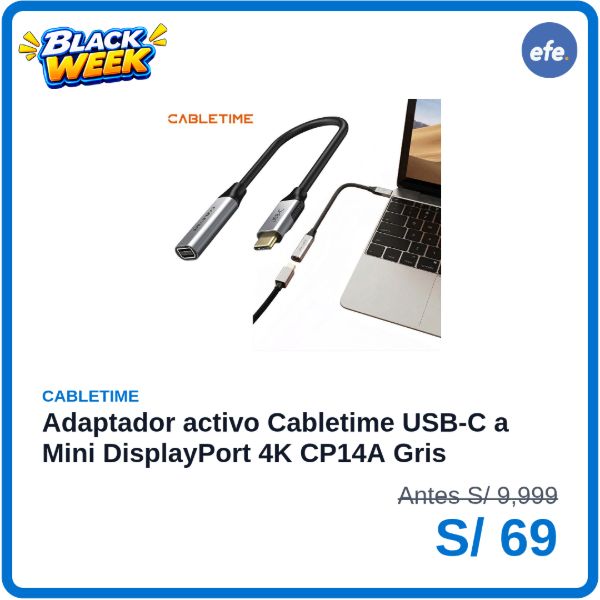 BLACK
WEEK
efe.
CABLETIME
CABLETIME
Adaptador activo Cabletime USB-C a
Mini DisplayPort 4K CP14A Gris
Antes S/ 9,999
S/ 69